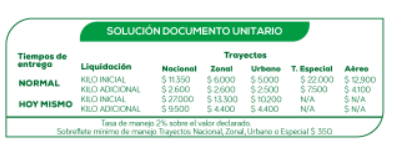 SOLUCIÓN DOCUMENTO UNITARIO
Tiempos de entrega Liquidación Trayectos
Nacional Zonal Urbano T. Especial Aéreo
NORMAL KILO INICIAL $ 11.350 $ 6.000 $ 5.000 $ 22.000 $ 12,900
KILO ADICIONAL $ 2.600 $ 2.600 $ 2.500 $ 7.500 $ 4.100
HOY MISMO KILO INICIAL $ 27.000 $ 13.300 $ 10.200 N/A $ N/A
KILO ADICIONAL $ 9.500 $ 4.400 $ 4.400 N/A $ N/A
Tasa de manejo 2% sobre el valor declarado.
Sobreflete mínimo de manejo Trayectos Nacional, Zonal, Urbano o Especial $ 350